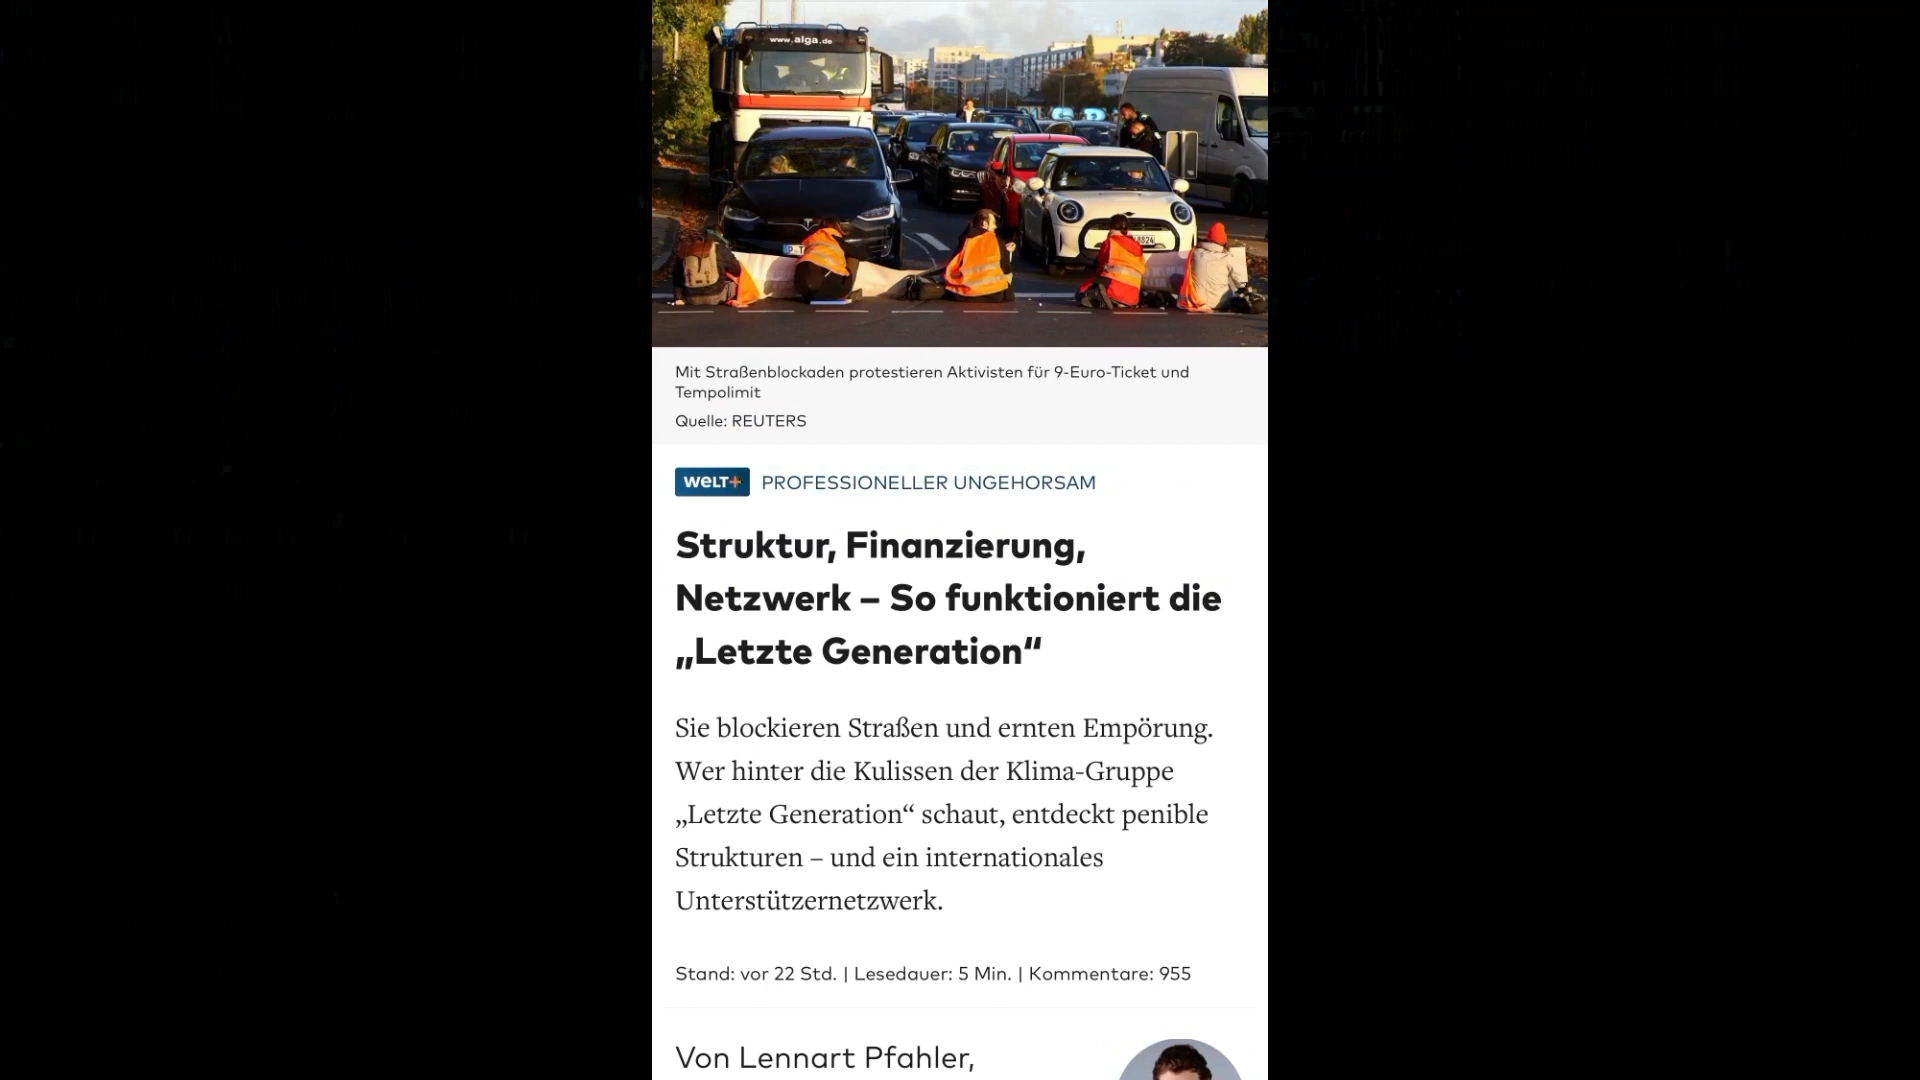 www.alga.de
Mit Straßenblockaden protestieren Aktivisten für 9-Euro-Ticket und
Tempolimit
Quelle: REUTERS
WELT+ PROFESSIONELLER UNGEHORSAM
Struktur, Finanzierung,
Netzwerk – So funktioniert die
„Letzte Generation“
Sie blockieren Straßen und ernten Empörung.
Wer hinter die Kulissen der Klima-Gruppe
„Letzte Generation“ schaut, entdeckt penible
Strukturen – und ein internationales
Unterstützernetzwerk.
Stand: vor 22 Std. | Lesedauer: 5 Min. | Kommentare: 955
Von Lennart Pfahler,